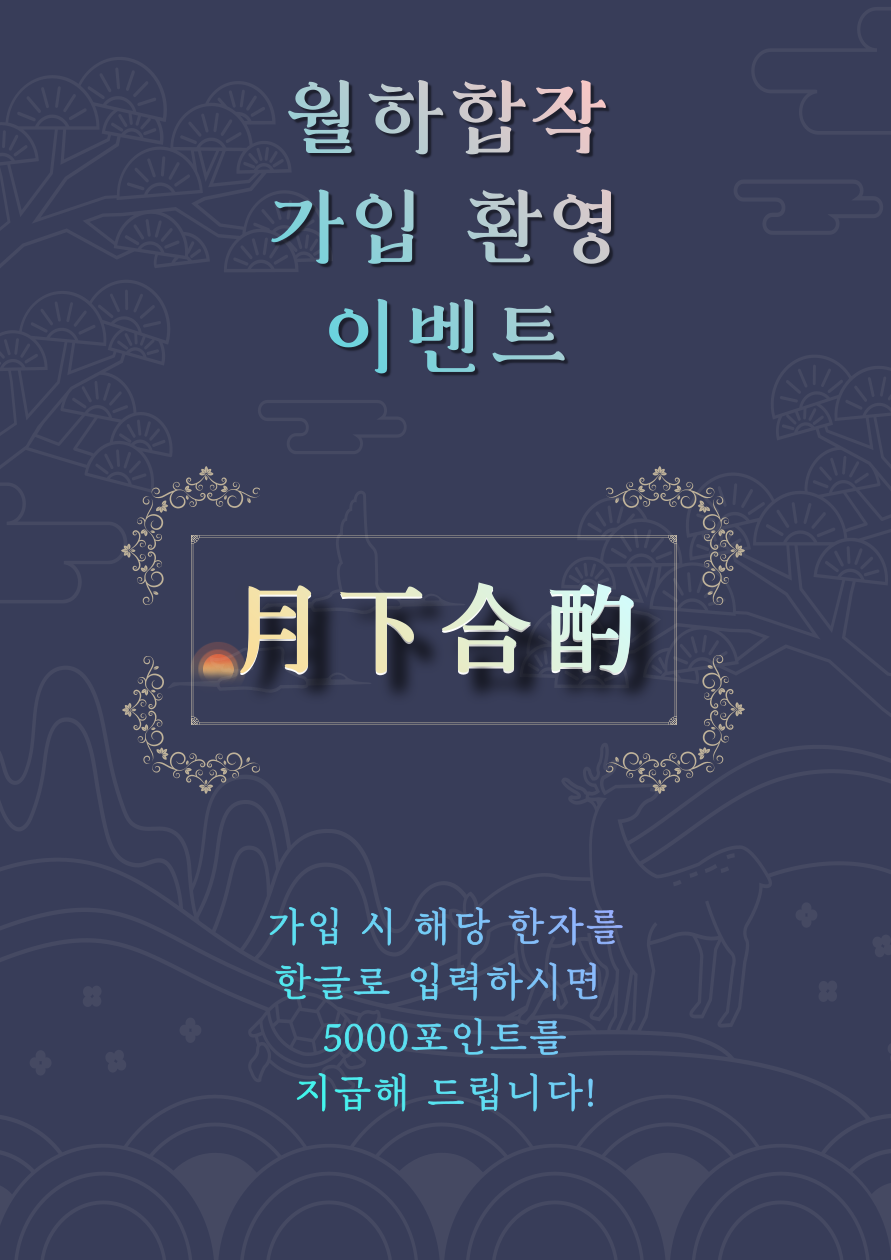 월하합작
가입 환영
이벤트
月下合酌
가입 시 해당 한자를
한글로 입력하시면
5000포인트를
지급해 드립니다!